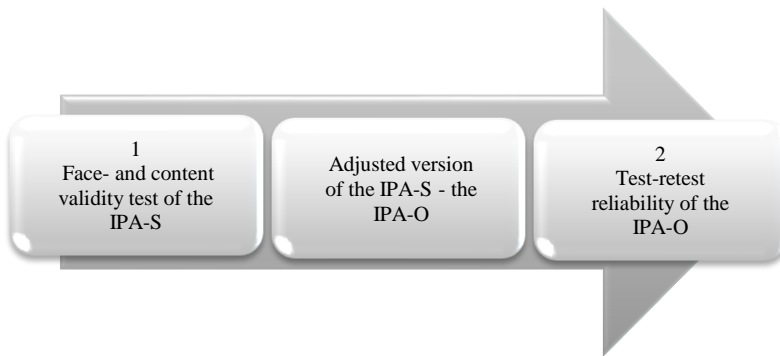 1
Face- and content
validity test of the
IPA-S
Adjusted version
of the IPA-S - the
IPA-O
2
Test-retest
reliability of the
IPA-O